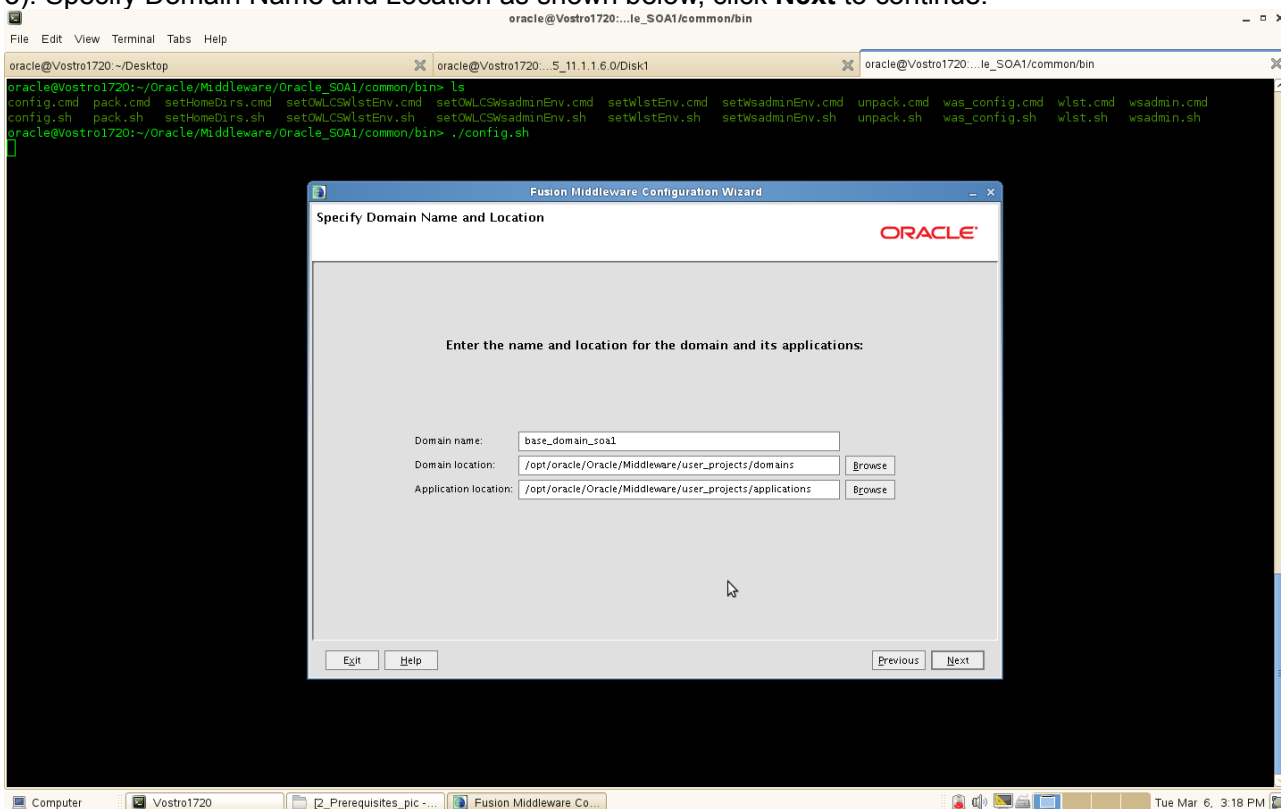 Specify Domain Name and Location as shown below, click Next to continue.
oracle@Vostro1720:...le_SOA1/common/bin
File Edit View Terminal Tabs Help
oracle@Vostro1720:~/Desktop
oracle@Vostro1720:...5_11.1.1.6.0/Disk1
oracle@Vostro1720:...le_SOA1/common/bin
oracle@Vostro1720:~/Oracle/Middleware/Oracle_SOA1/common/bin> ls
config.cmd pack.cmd setHomeDirs.cmd setOWLCSWlstEnv.cmd setOWLCSWsadminEnv.cmd setWlstEnv.cmd setWsadminEnv.cmd unpack.cmd was_config.cmd wlst.cmd wsadmin.cmd
config.sh pack.sh setHomeDirs.sh setOWLCSWlstEnv.sh setOWLCSWsadminEnv.sh setWlstEnv.sh setWsadminEnv.sh unpack.sh was_config.sh wlst.sh wsadmin.sh
oracle@Vostro1720:~/Oracle/Middleware/Oracle_SOA1/common/bin> ./config.sh
Fusion Middleware Configuration Wizard
Specify Domain Name and Location
ORACLE
Enter the name and location for the domain and its applications:
Domain name: base_domain_soa1
Domain location: /opt/oracle/Oracle/Middleware/user_projects/domains Browse
Application location: /opt/oracle/Oracle/Middleware/user_projects/applications Browse
Exit Help Previous Next
Computer Vostro1720 [2_Prerequisites_pic -... Fusion Middleware Co... Tue Mar 6, 3:18 PM